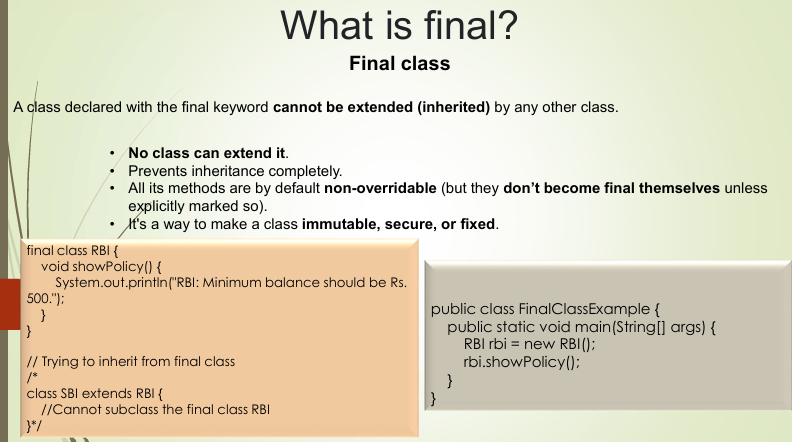 What is final?
Final class
A class declared with the final keyword cannot be extended (inherited) by any other class.
• No class can extend it.
• Prevents inheritance completely.
• All its methods are by default non-overridable (but they don’t become final themselves unless
explicitly marked so).
• It's a way to make a class immutable, secure, or fixed.
final class RBI {
void showPolicy() {
System.out.println("RBI: Minimum balance should be Rs.
500.");
}
}
// Trying to inherit from final class
/*
class SBI extends RBI {
//Cannot subclass the final class RBI
}*/
public class FinalClassExample {
public static void main(String[] args) {
RBI rbi = new RBI();
rbi.showPolicy();
}
}